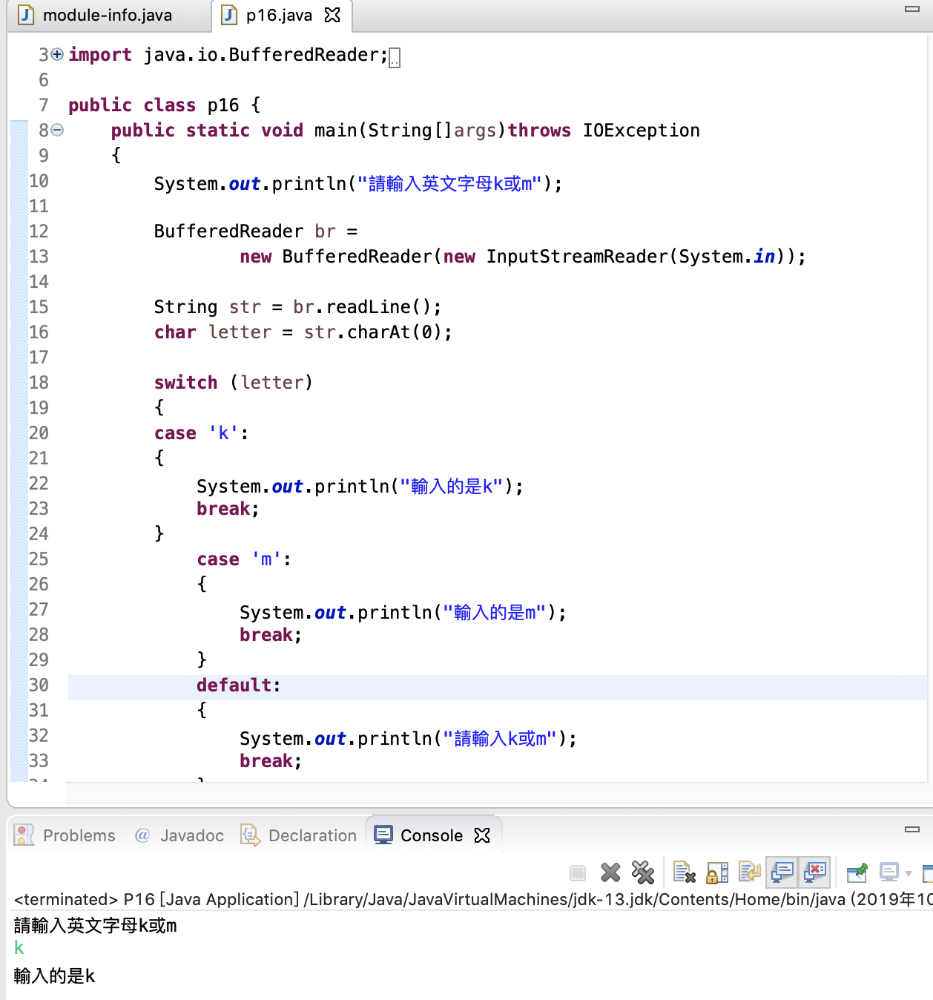 module-info.java p16.java
3 import java.io.BufferedReader;
6
7 public class p16 {
8 public static void main(String[]args)throws IOException
9 {
10 System.out.println("請輸入英文字母k或m");
11
12 BufferedReader br =
13 new BufferedReader(new InputStreamReader(System.in));
14
15 String str = br.readLine();
16 char letter = str.charAt(0);
17
18 switch (letter)
19 {
20 case 'k':
21 {
22 System.out.println("輸入的是k");
23 break;
24 }
25 case 'm':
26 {
27 System.out.println("輸入的是m");
28 break;
29 }
30 default:
31 {
32 System.out.println("請輸入k或m");
33 break;
Problems @ Javadoc Declaration Console
<terminated> P16 [Java Application] /Library/Java/JavaVirtualMachines/jdk-13.jdk/Contents/Home/bin/java (2019年10
請輸入英文字母k或m
k
輸入的是k